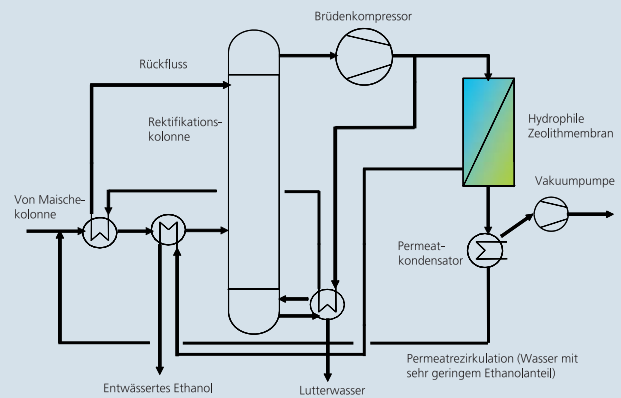 Brüdenkompressor
Rückfluss
Rektifikations-
kolonne
Hydrophile
Zeolithmembran
Von Maische-
kolonne
Vakuumpumpe
Permeat-
kondensator
Permeatrezirkulation (Wasser mit
sehr geringem Ethanolanteil)
Entwässertes Ethanol
Lutterwasser